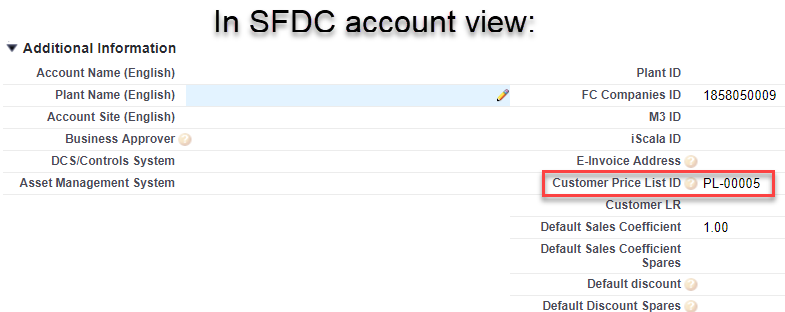 In SFDC account view:
Additional Information
Account Name (English)
Plant ID
Plant Name (English)
FC Companies ID 1858050009
Account Site (English)
M3 ID
Business Approver ?
iScala ID
DCS/Controls System
E-Invoice Address ?
Asset Management System
Customer Price List ID ? PL-00005
Customer LR
Default Sales Coefficient 1.00
Default Sales Coefficient
Spares
Default discount ?
Default Discount Spares ?